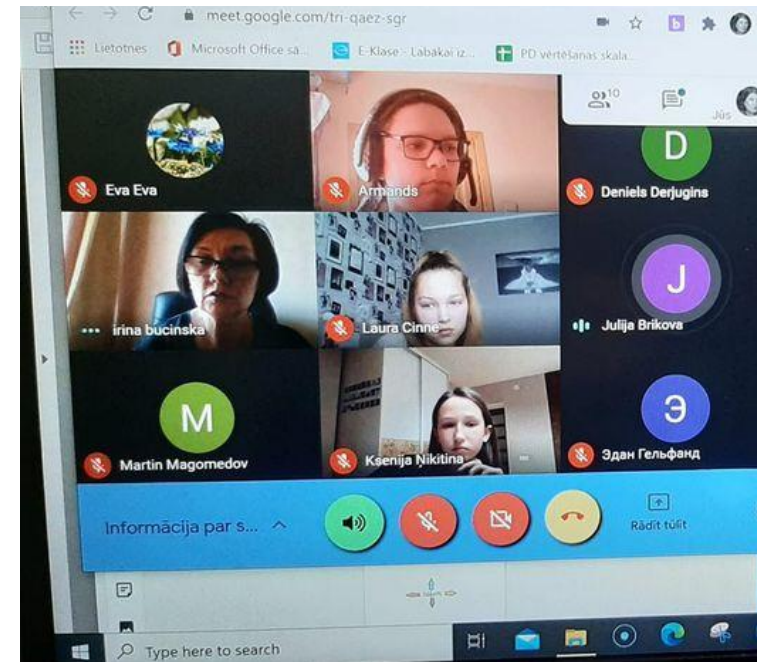 meet.google.com/tri-qaez-sgr
Lietotnes
Microsoft Office sā...
E-Klase - Labākai iz...
PD vērtēšanas skala...
10
Jūs
Eva Eva
Armands
D
Deniels Derjugins
irina bucinska
Laura Cinne
J
Julija Brikova
M
Martin Magomedov
Ksenija Nikitina
Э
Эдан Гельфанд
Informācija par s...
Rādīt tūlīt
Type here to search